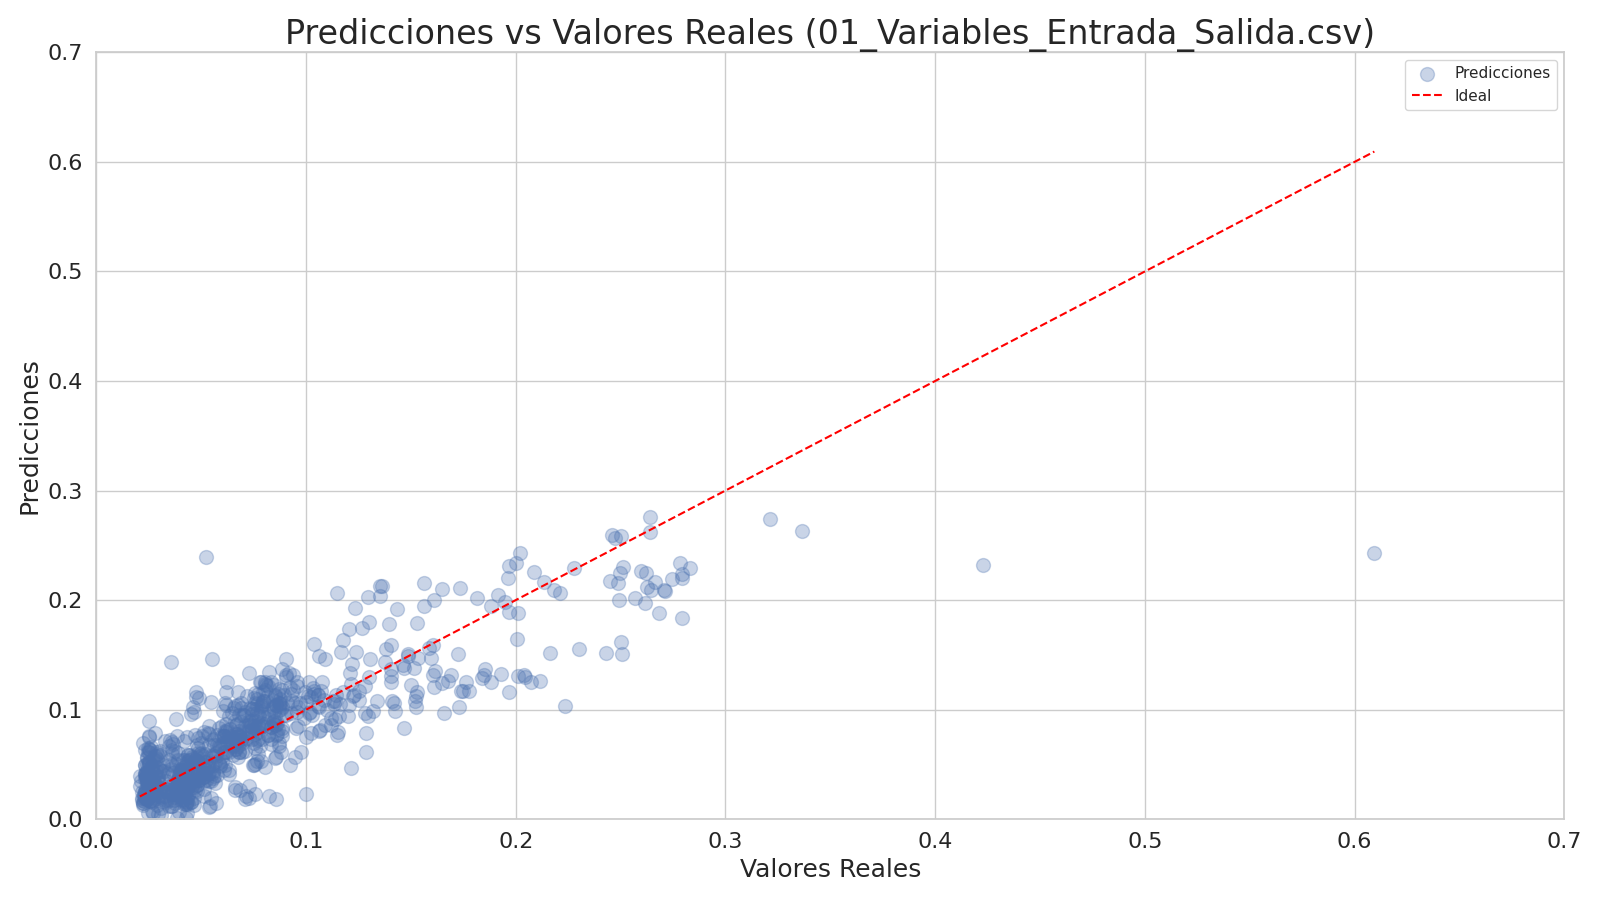 Predicciones vs Valores Reales (01_Variables_Entrada_Salida.csv)
Predicciones
Ideal
0.7
0.6
0.5
0.4
0.3
0.2
0.1
0.0
Predicciones
0.0 0.1 0.2 0.3 0.4 0.5 0.6 0.7
Valores Reales